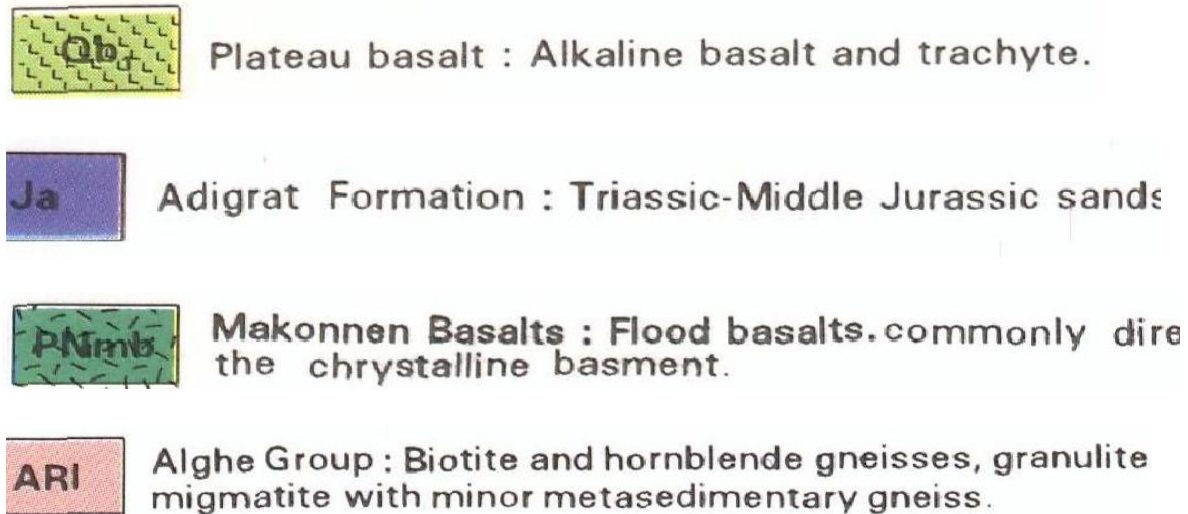 Qb₁ Plateau basalt : Alkaline basalt and trachyte.
Ja Adigrat Formation : Triassic-Middle Jurassic sands
PNmb Makonnen Basalts : Flood basalts.commonly dire
the chrystalline basment.
ARl Alghe Group : Biotite and hornblende gneisses, granulite
migmatite with minor metasedimentary gneiss.